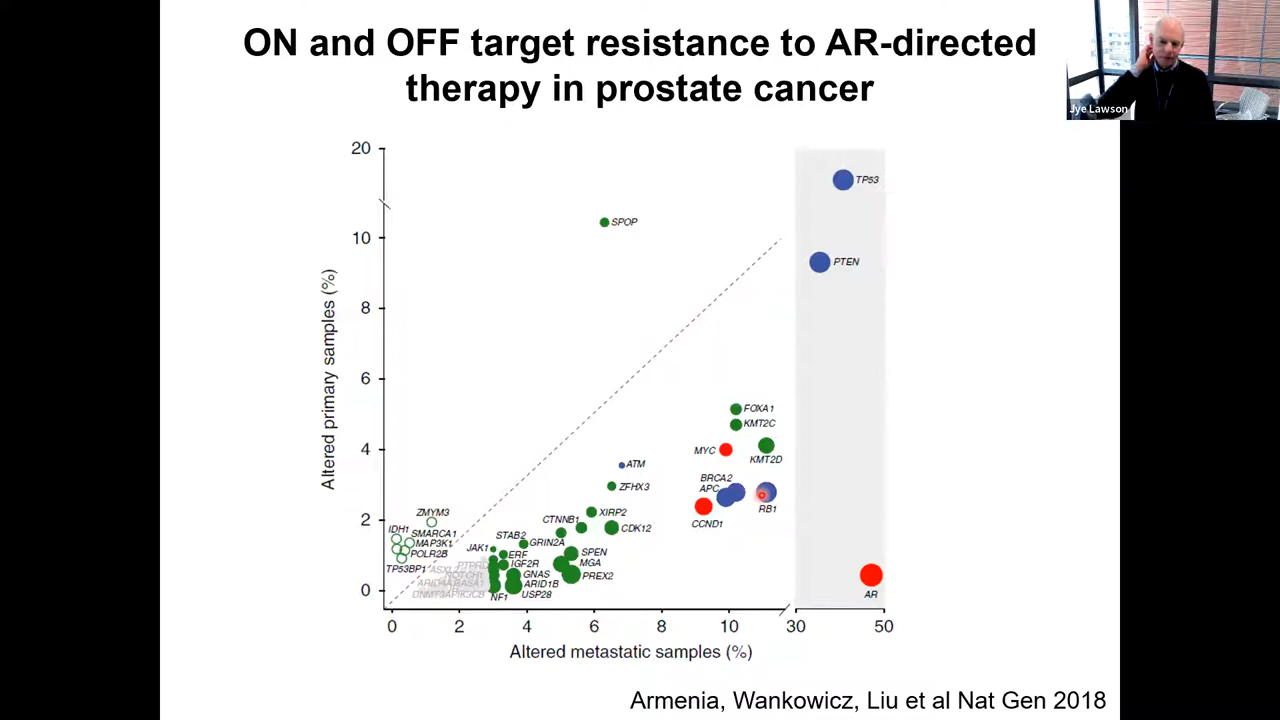 ON and OFF target resistance to AR-directed
therapy in prostate cancer
Jye Lawson
20
10
8
6
4
2
0
Altered primary samples (%)
TP53
SPOP
PTEN
FOXA1
KMT2C
MYC
KMT2D
ATM
BRCA2
ZFHX3
APC
RB1
CCND1
XIRP2
ZMYM3
CTNNB1
CDK12
IDH1
SMARCA1
STAB2
MAP3K1
JAK1
GRIN2A
POLR2B
ERF
SPEN
TP53BP1
IGF2R
MGA
GNAS
PREX2
ARID1B
NF1
USP28
AR
0 2 4 6 8 10 30 50
Altered metastatic samples (%)
Armenia, Wankowicz, Liu et al Nat Gen 2018